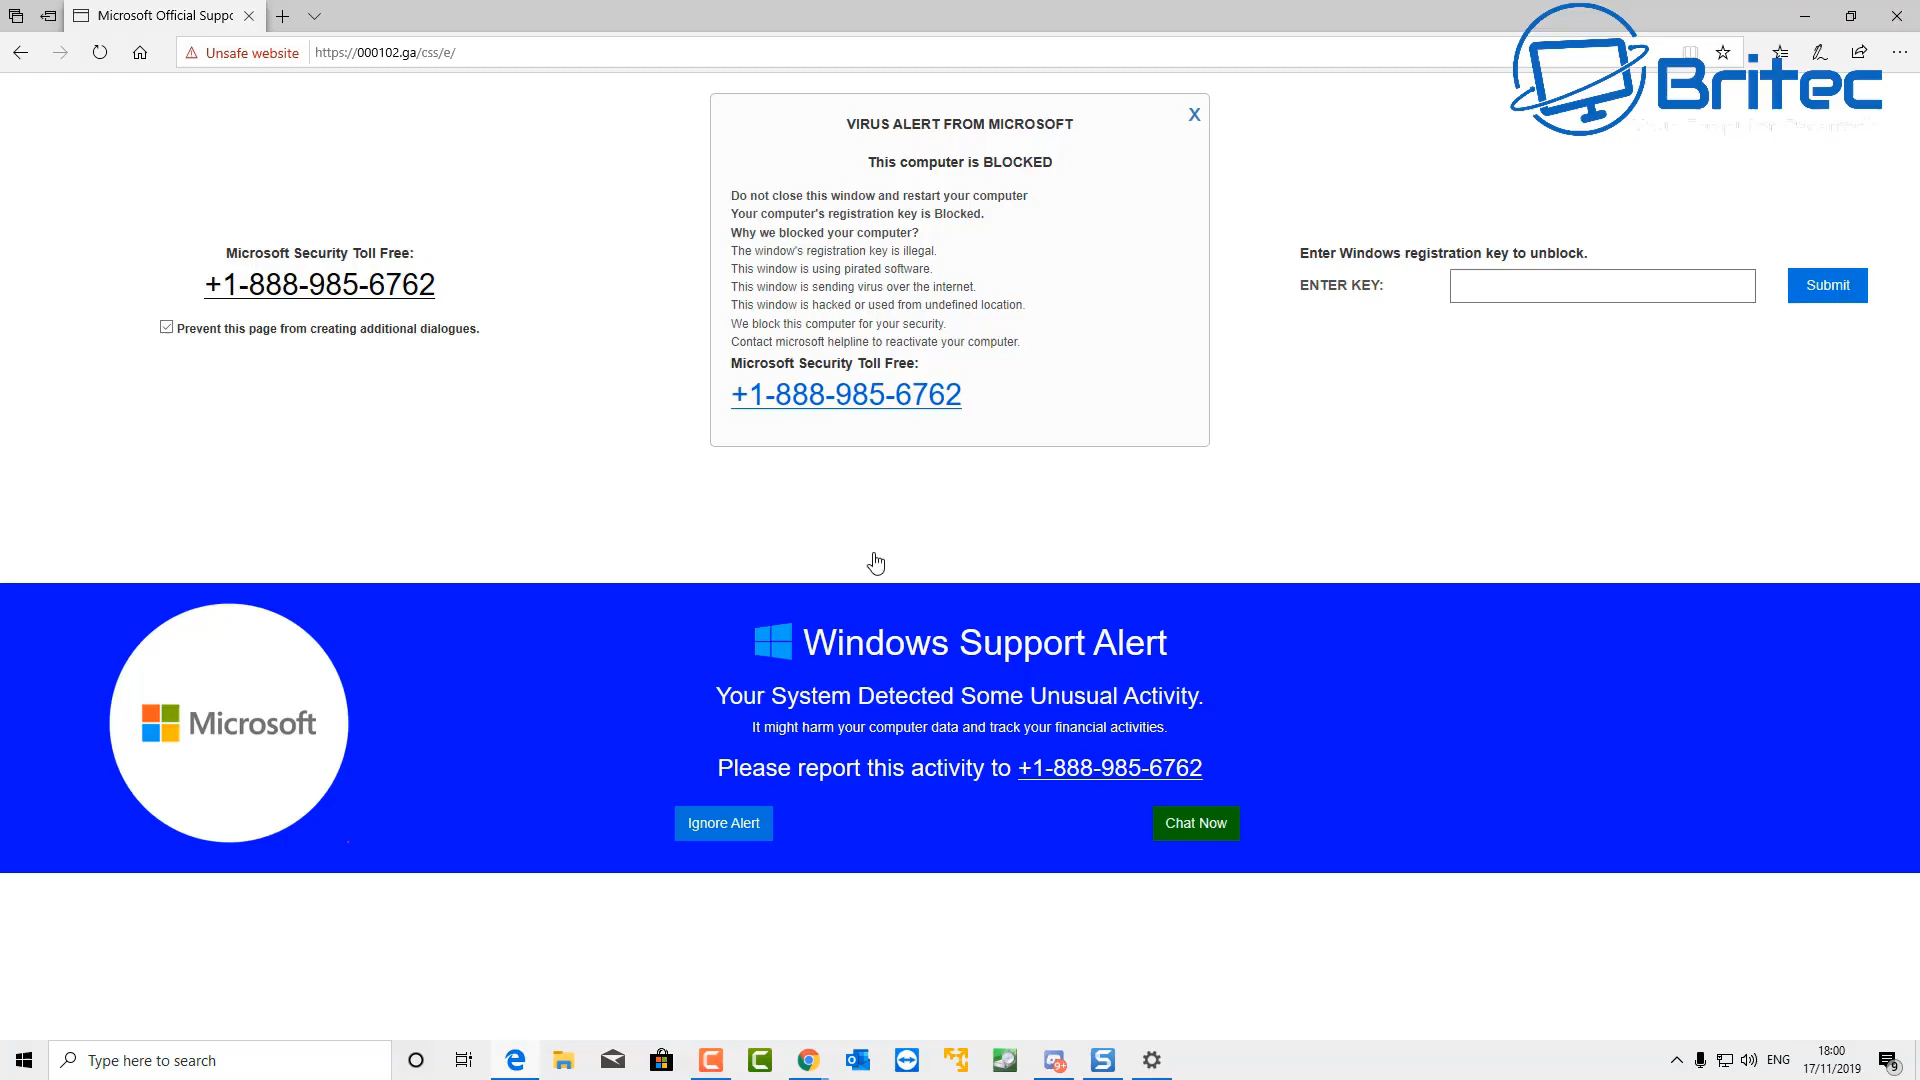 Microsoft Official Suppo
Unsafe website
https://000102.ga/css/e/
Britec
VIRUS ALERT FROM MICROSOFT
X
This computer is BLOCKED
Do not close this window and restart your computer
Your computer's registration key is Blocked.
Why we blocked your computer?
The window's registration key is illegal.
This window is using pirated software.
This window is sending virus over the internet.
This window is hacked or used from undefined location.
We block this computer for your security.
Contact microsoft helpline to reactivate your computer.
Microsoft Security Toll Free:
+1-888-985-6762
Microsoft Security Toll Free:
+1-888-985-6762
Prevent this page from creating additional dialogues.
Enter Windows registration key to unblock.
ENTER KEY:
Submit
Microsoft
Windows Support Alert
Your System Detected Some Unusual Activity.
It might harm your computer data and track your financial activities.
Please report this activity to +1-888-985-6762
Ignore Alert
Chat Now
Type here to search
9+
ENG
18:00
17/11/2019
9